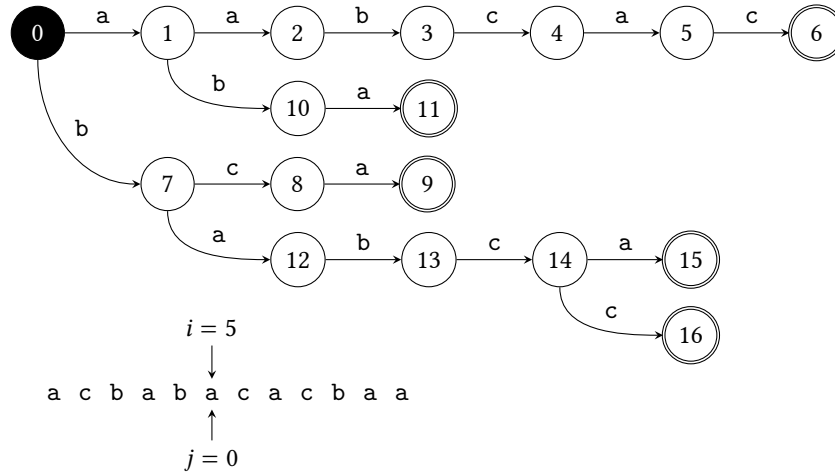 0 a 1 a 2 b 3 c 4 a 5 c 6
b 10 a 11
b
7 c 8 a 9
a 12 b 13 c 14 a 15
c 16
i = 5
a c b a b a c a c b a a
j = 0